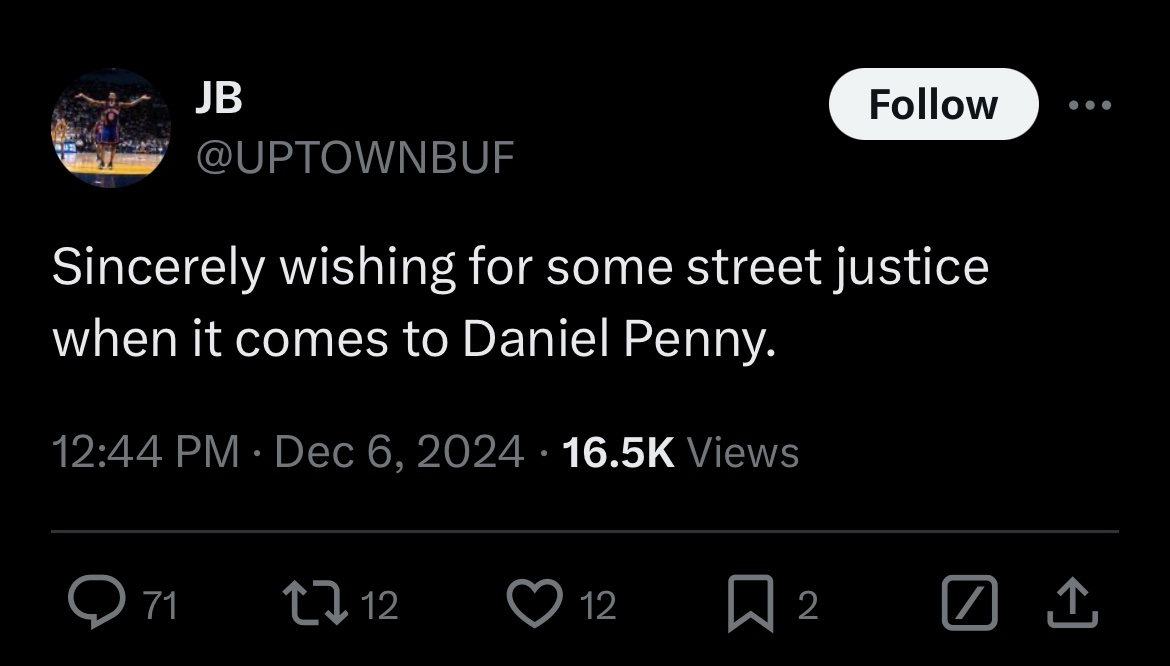 JB
Follow
@UPTOWNBUF
Sincerely wishing for some street justice
when it comes to Daniel Penny.
12:44 PM · Dec 6, 2024 · 16.5K Views
71 12 12 2